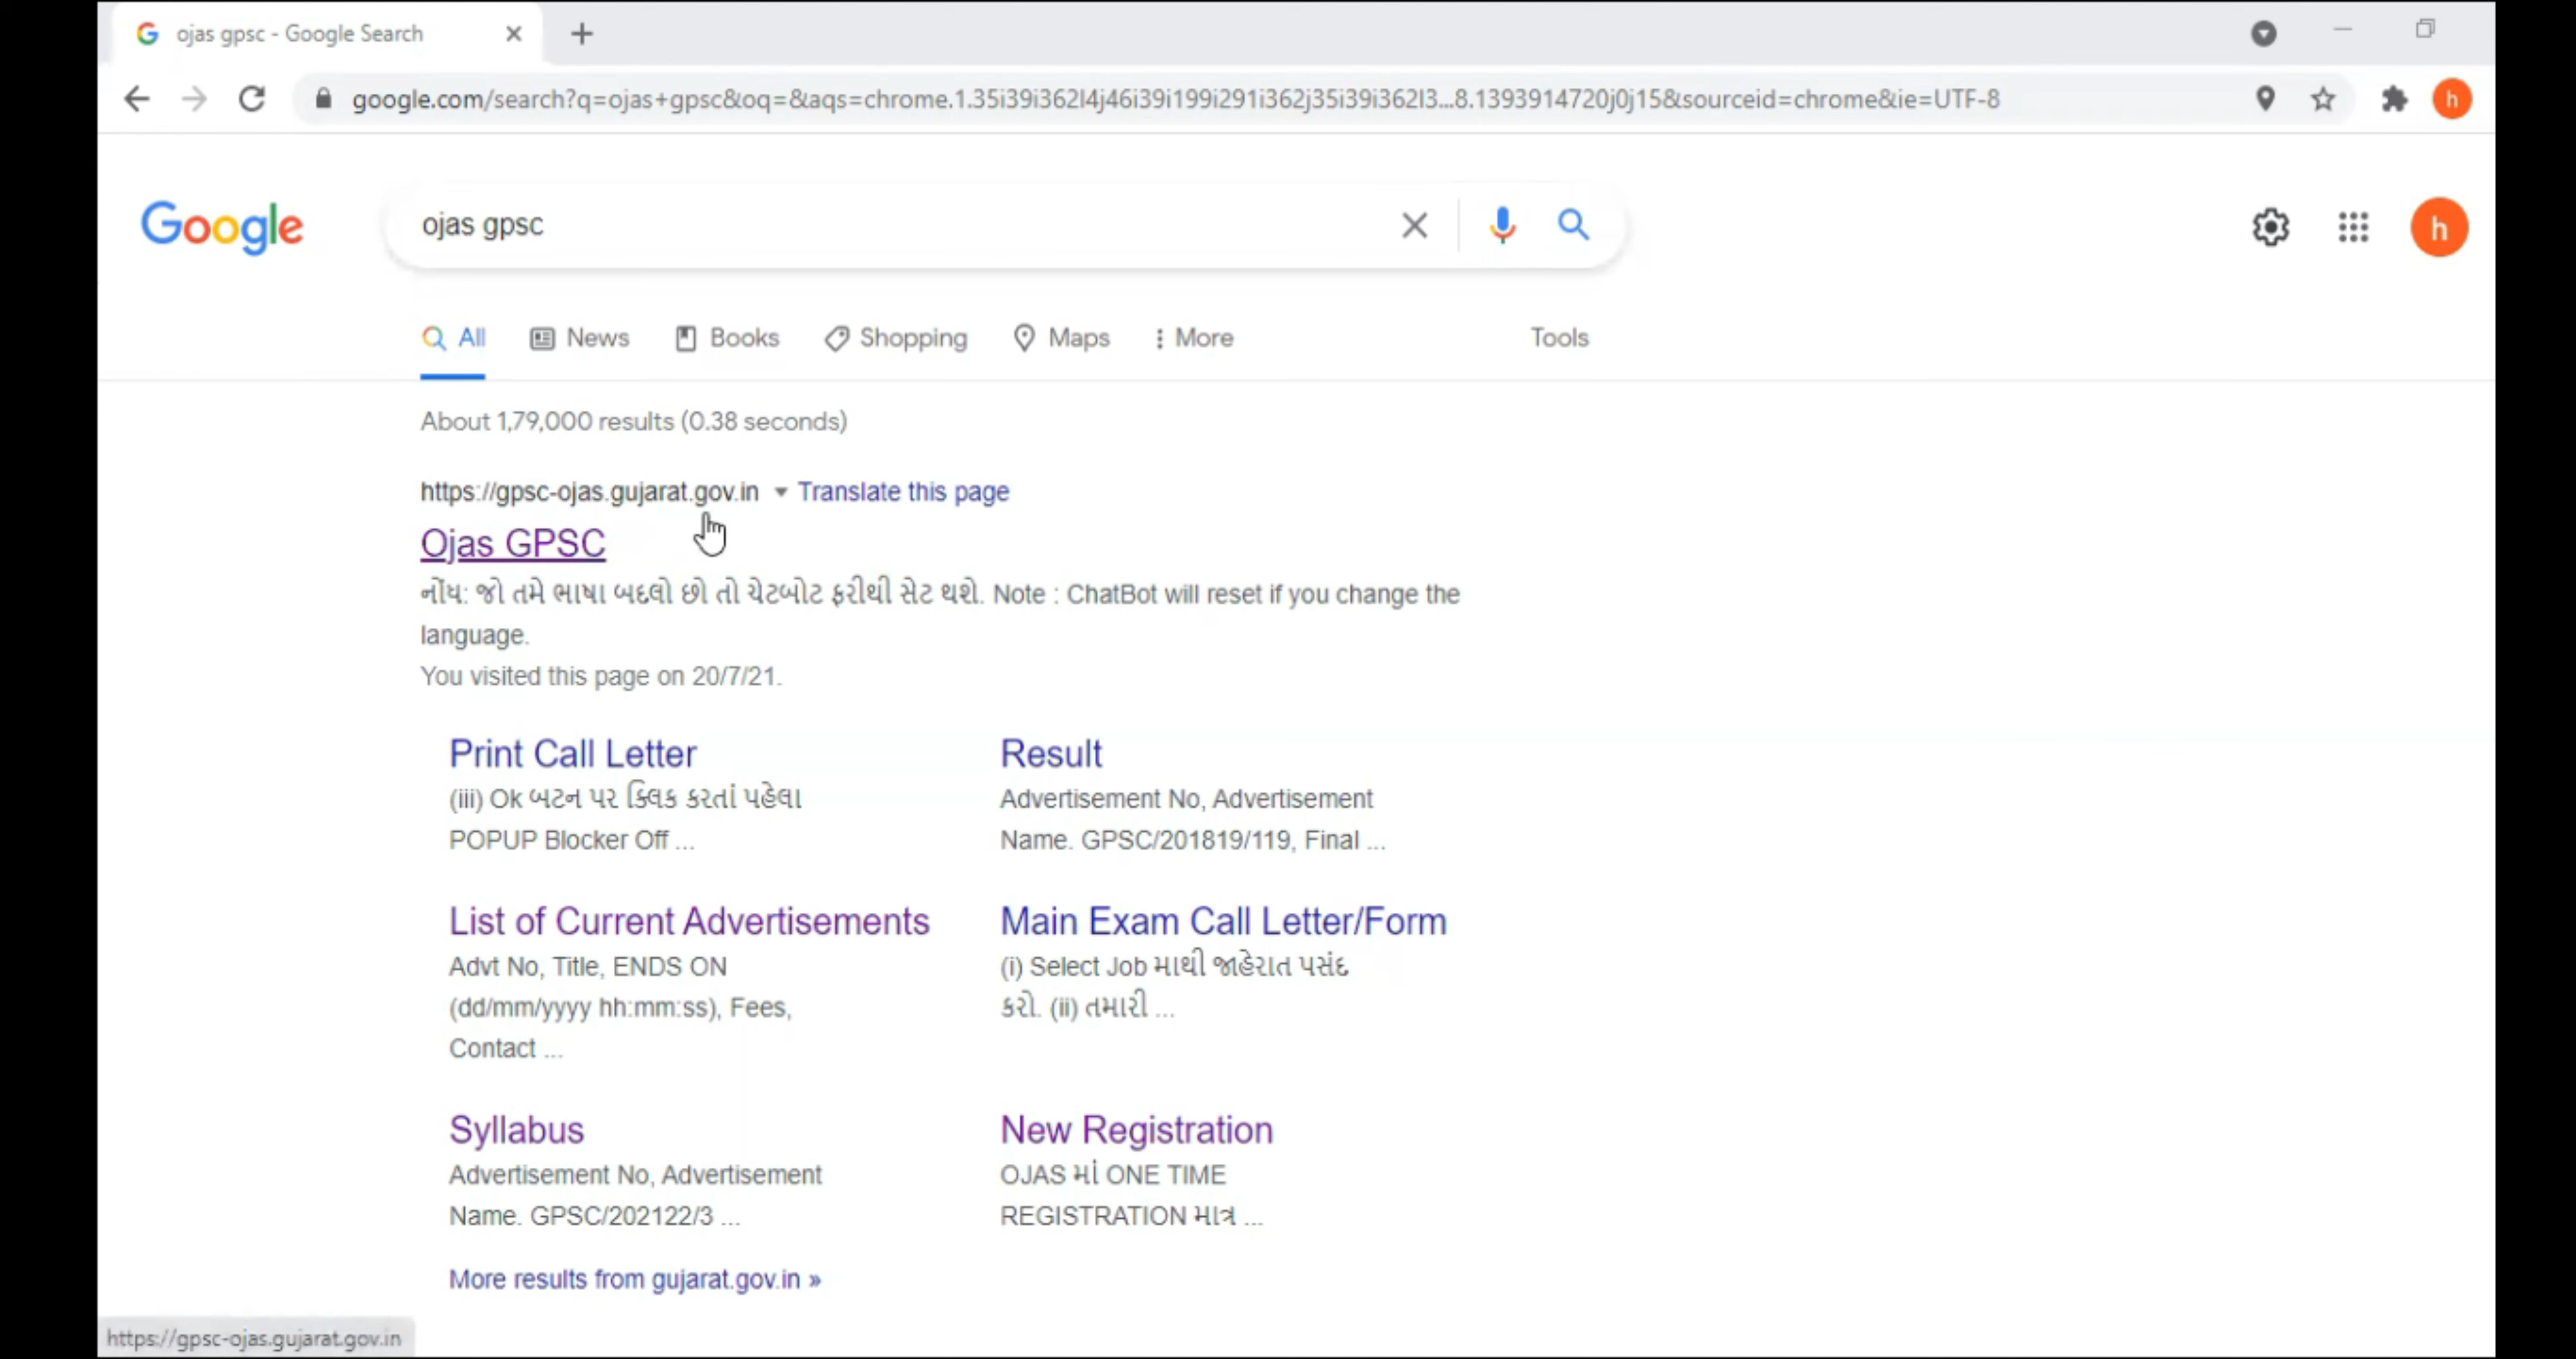 ojas gpsc - Google Search
google.com/search?q=ojas+gpsc&oq=&aqs=chrome.1.35i39i362l4j46i39i199i291i362j35i39i362l3...8.1393914720j0j15&sourceid=chrome&ie=UTF-8
h
Google
ojas gpsc
h
All News Books Shopping Maps More Tools
About 1,79,000 results (0.38 seconds)
https://gpsc-ojas.gujarat.gov.in Translate this page
Ojas GPSC
નોંધ: જો તમે ભાષા બદલો છો તો ચેટબોટ ફરીથી સેટ થશે. Note : ChatBot will reset if you change the
language.
You visited this page on 20/7/21.
Print Call Letter
(iii) Ok બટન પર ક્લિક કરતાં પહેલા
POPUP Blocker Off ...
Result
Advertisement No, Advertisement
Name. GPSC/201819/119, Final ...
List of Current Advertisements
Advt No, Title, ENDS ON
(dd/mm/yyyy hh:mm:ss), Fees,
Contact ...
Main Exam Call Letter/Form
(i) Select Job માથી જાહેરાત પસંદ
કરો. (ii) તમારી ...
Syllabus
Advertisement No, Advertisement
Name. GPSC/202122/3 ...
New Registration
OJAS માં ONE TIME
REGISTRATION માત્ર ...
More results from gujarat.gov.in »
https://gpsc-ojas.gujarat.gov.in